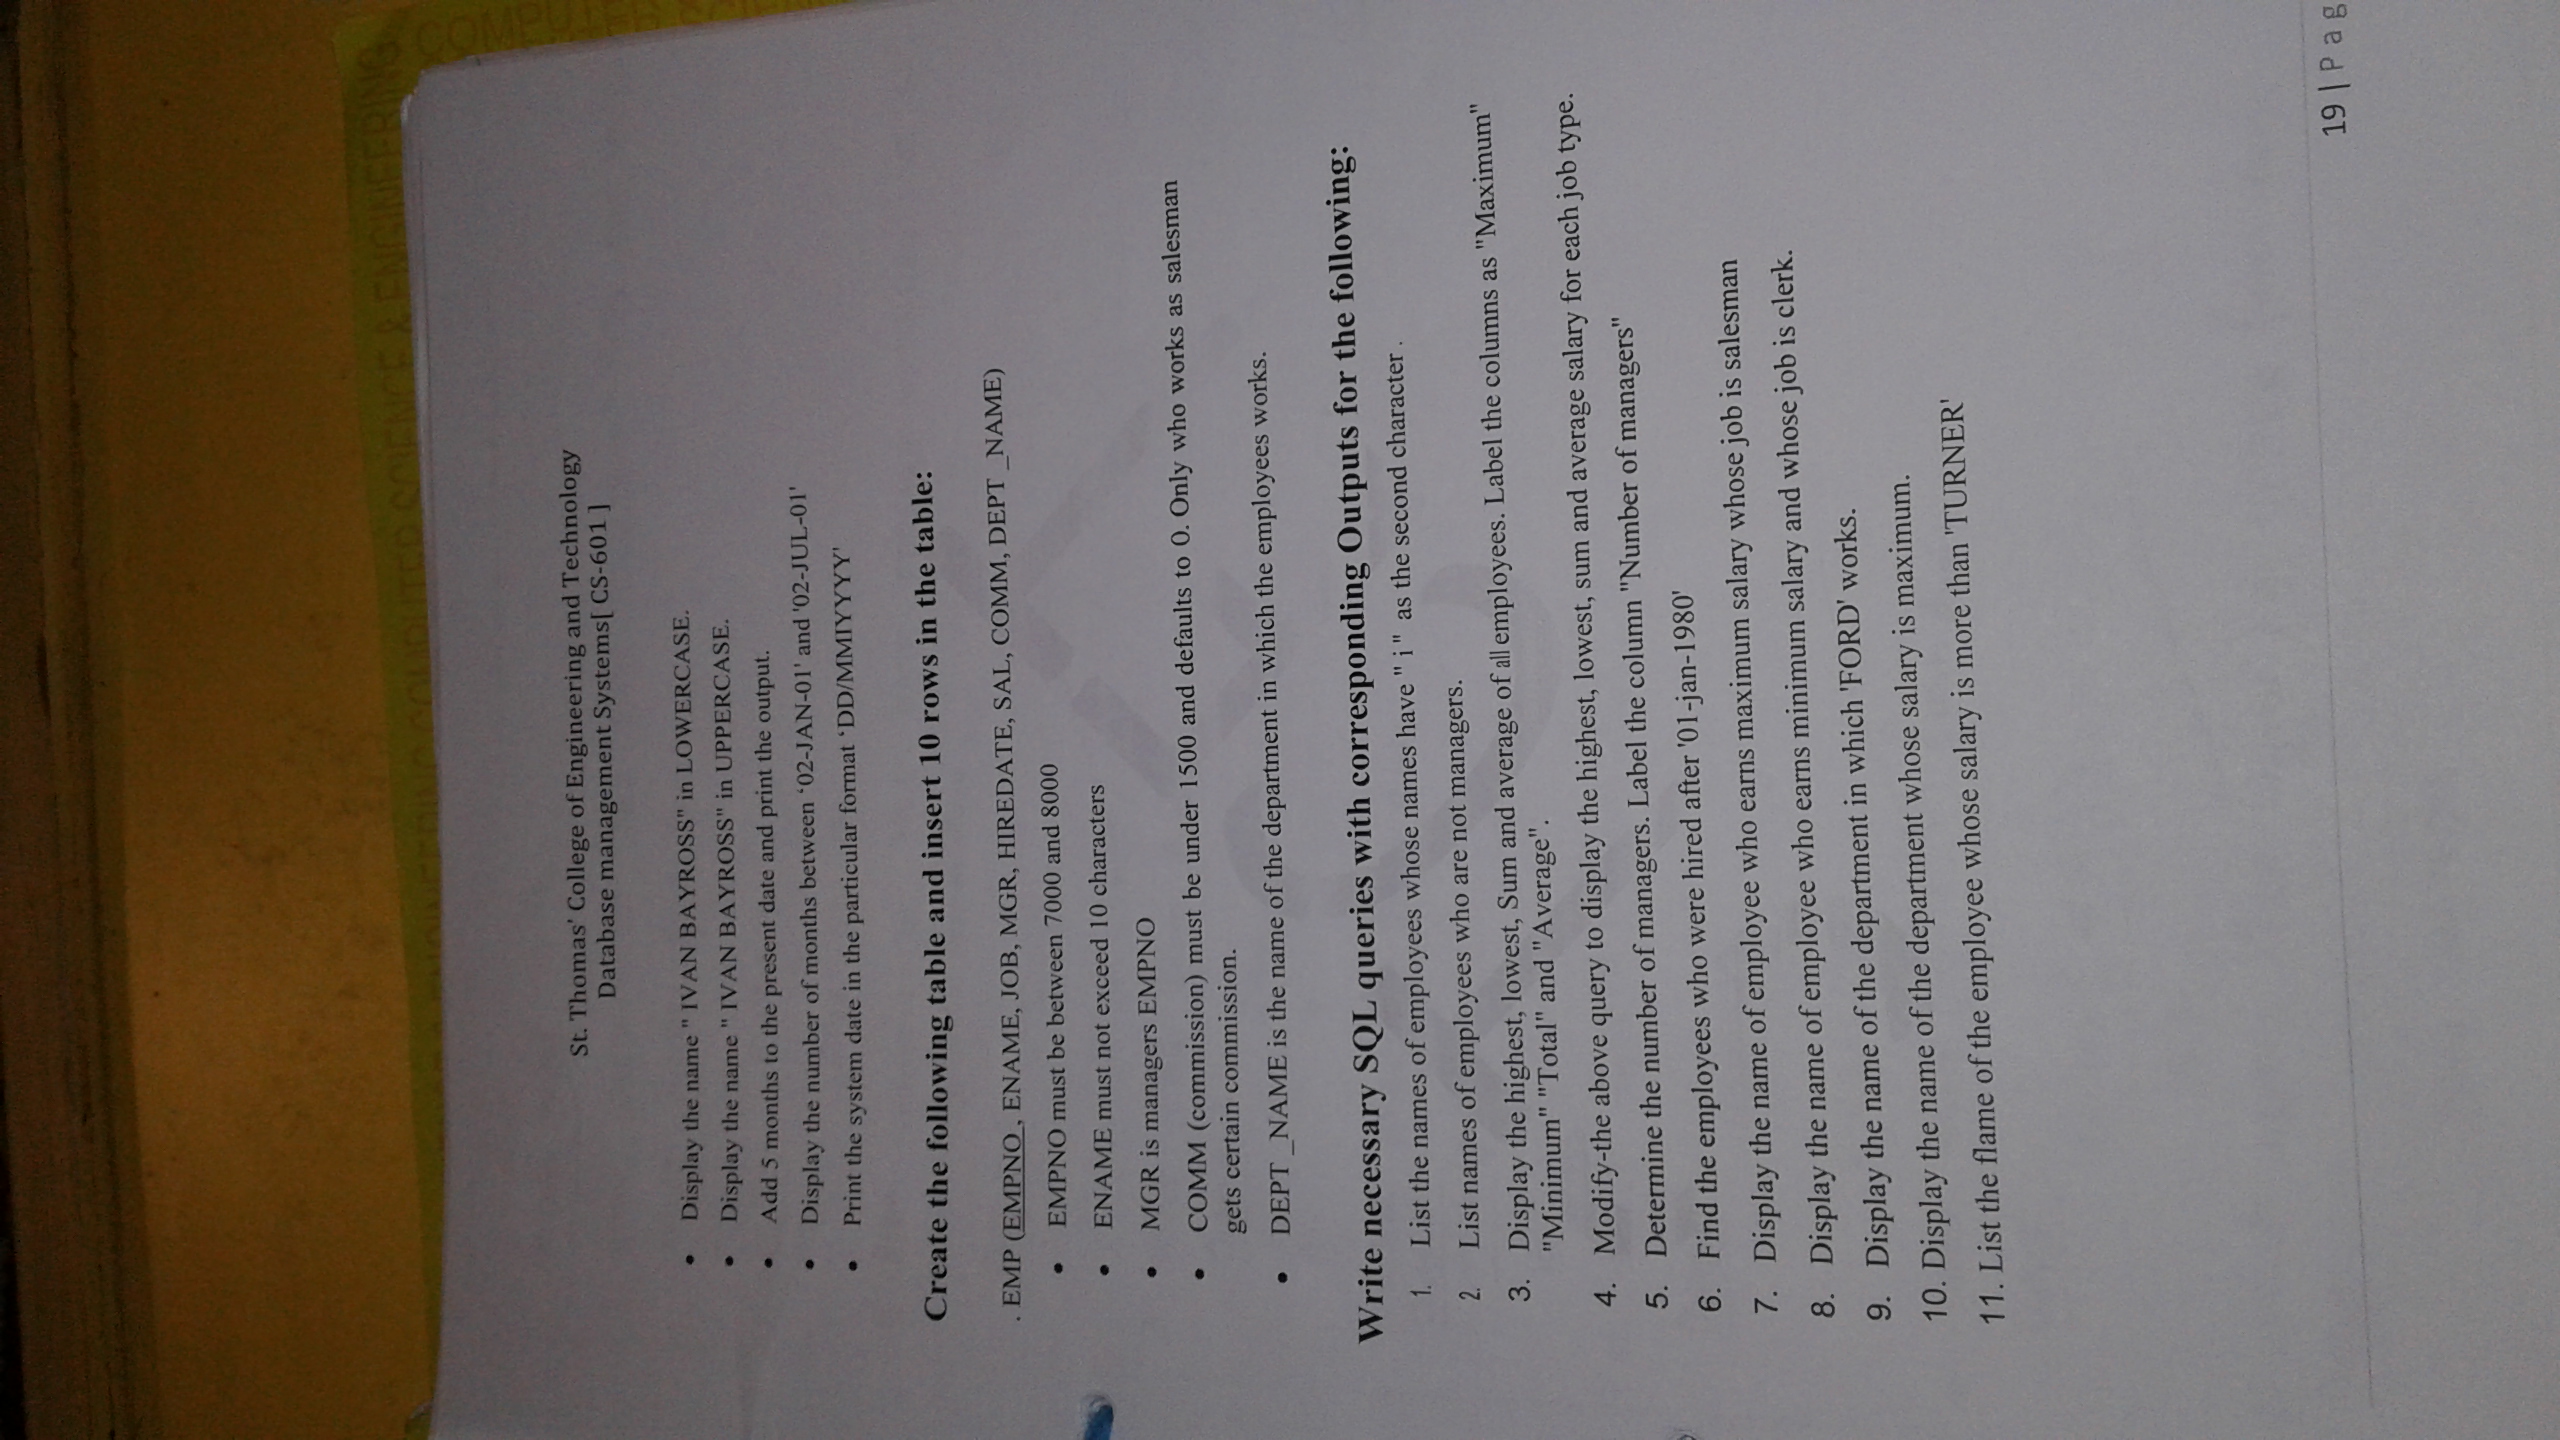 COMPUTER SCIENCE & ENGINEERING
St. Thomas' College of Engineering and Technology
Database management Systems[ CS-601 ]
• Display the name " IVAN BAYROSS" in LOWERCASE.
• Display the name " IVAN BAYROSS" in UPPERCASE.
• Add 5 months to the present date and print the output.
• Display the number of months between ‘02-JAN-01' and '02-JUL-01'
• Print the system date in the particular format ‘DD/MMIYYYY'
Create the following table and insert 10 rows in the table:
. EMP (EMPNO , ENAME, JOB, MGR, HIREDATE, SAL, COMM, DEPT _NAME)
• EMPNO must be between 7000 and 8000
• ENAME must not exceed 10 characters
• MGR is managers EMPNO
• COMM (commission) must be under 1500 and defaults to 0. Only who works as salesman
gets certain commission.
• DEPT _NAME is the name of the department in which the employees works.
Write necessary SQL queries with corresponding Outputs for the following:
1. List the names of employees whose names have " i " as the second character .
2. List names of employees who are not managers.
3. Display the highest, lowest, Sum and average of all employees. Label the columns as "Maximum"
"Minimum" "Total" and "Average".
4. Modify-the above query to display the highest, lowest, sum and average salary for each job type.
5. Determine the number of managers. Label the column "Number of managers"
6. Find the employees who were hired after '01-jan-1980'
7. Display the name of employee who earns maximum salary whose job is salesman
8. Display the name of employee who earns minimum salary and whose job is clerk.
9. Display the name of the department in which 'FORD' works.
10. Display the name of the department whose salary is maximum.
11. List the flame of the employee whose salary is more than 'TURNER'
19 | P a g